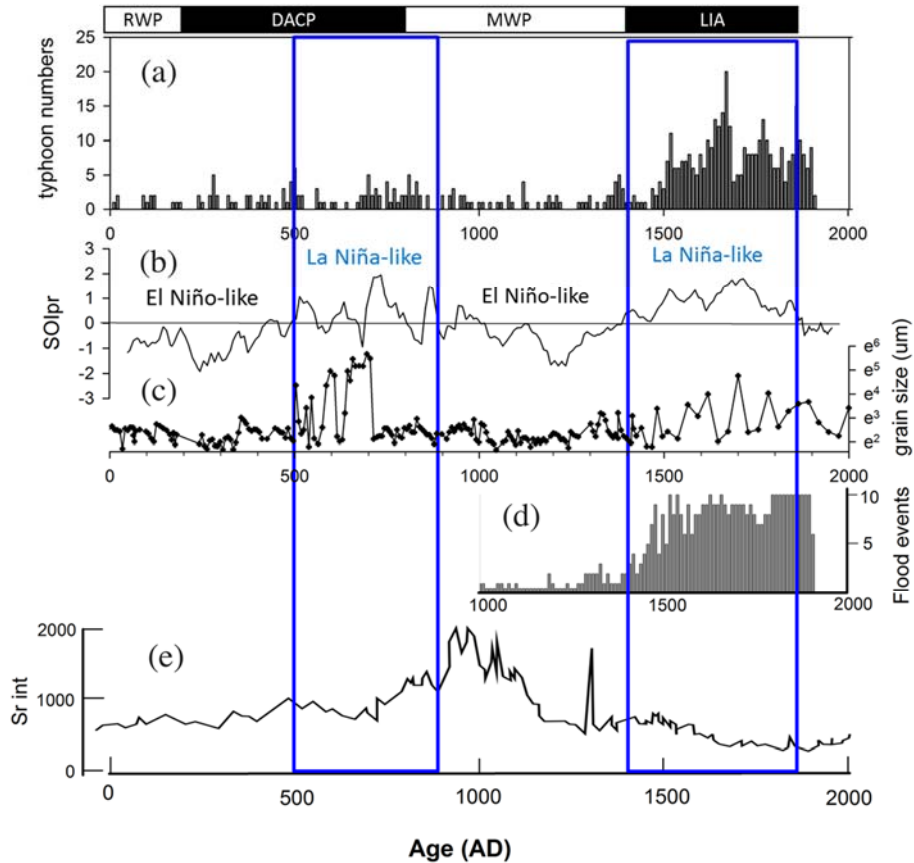 RWP DACP MWP LIA
25
20
15
10
5
0
typhoon numbers
(a)
0 500 1000 1500 2000
3
2
1
0
-1
-2
-3
SOIpr
(b)
La Niña-like
La Niña-like
El Niño-like
El Niño-like
(c)
e6
e5
e4
e3
e2
grain size (um)
0 500 1000 1500 2000
(d)
10
5
Flood events
1000 1500 2000
2000
1000
0
Sr int
(e)
0 500 1000 1500 2000
Age (AD)